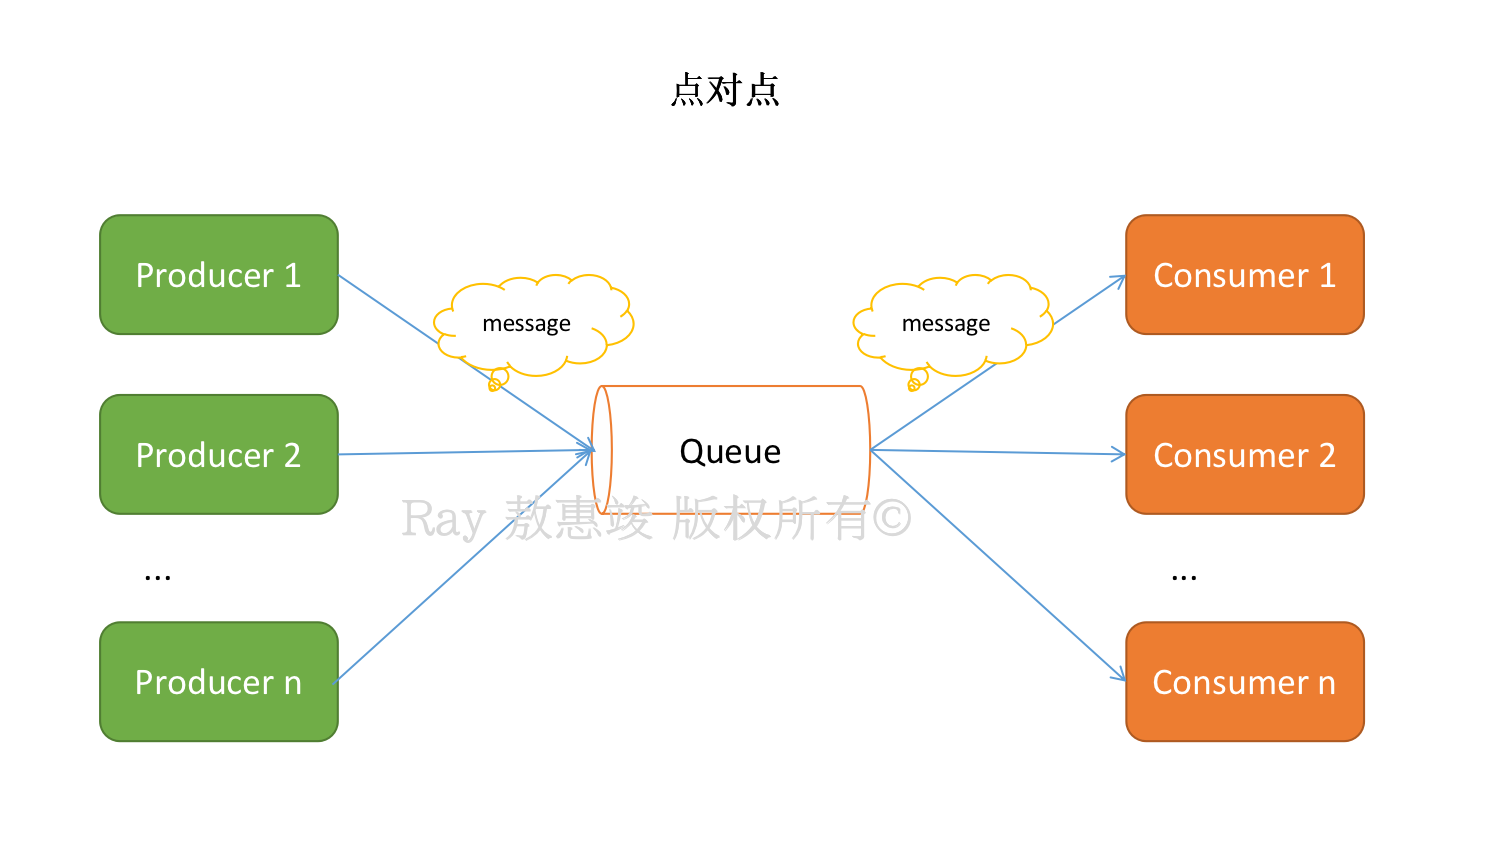 点对点
Producer 1
message
message
Consumer 1
Producer 2
Queue
Consumer 2
Ray 敖惠竣 版权所有©
...
...
Producer n
Consumer n